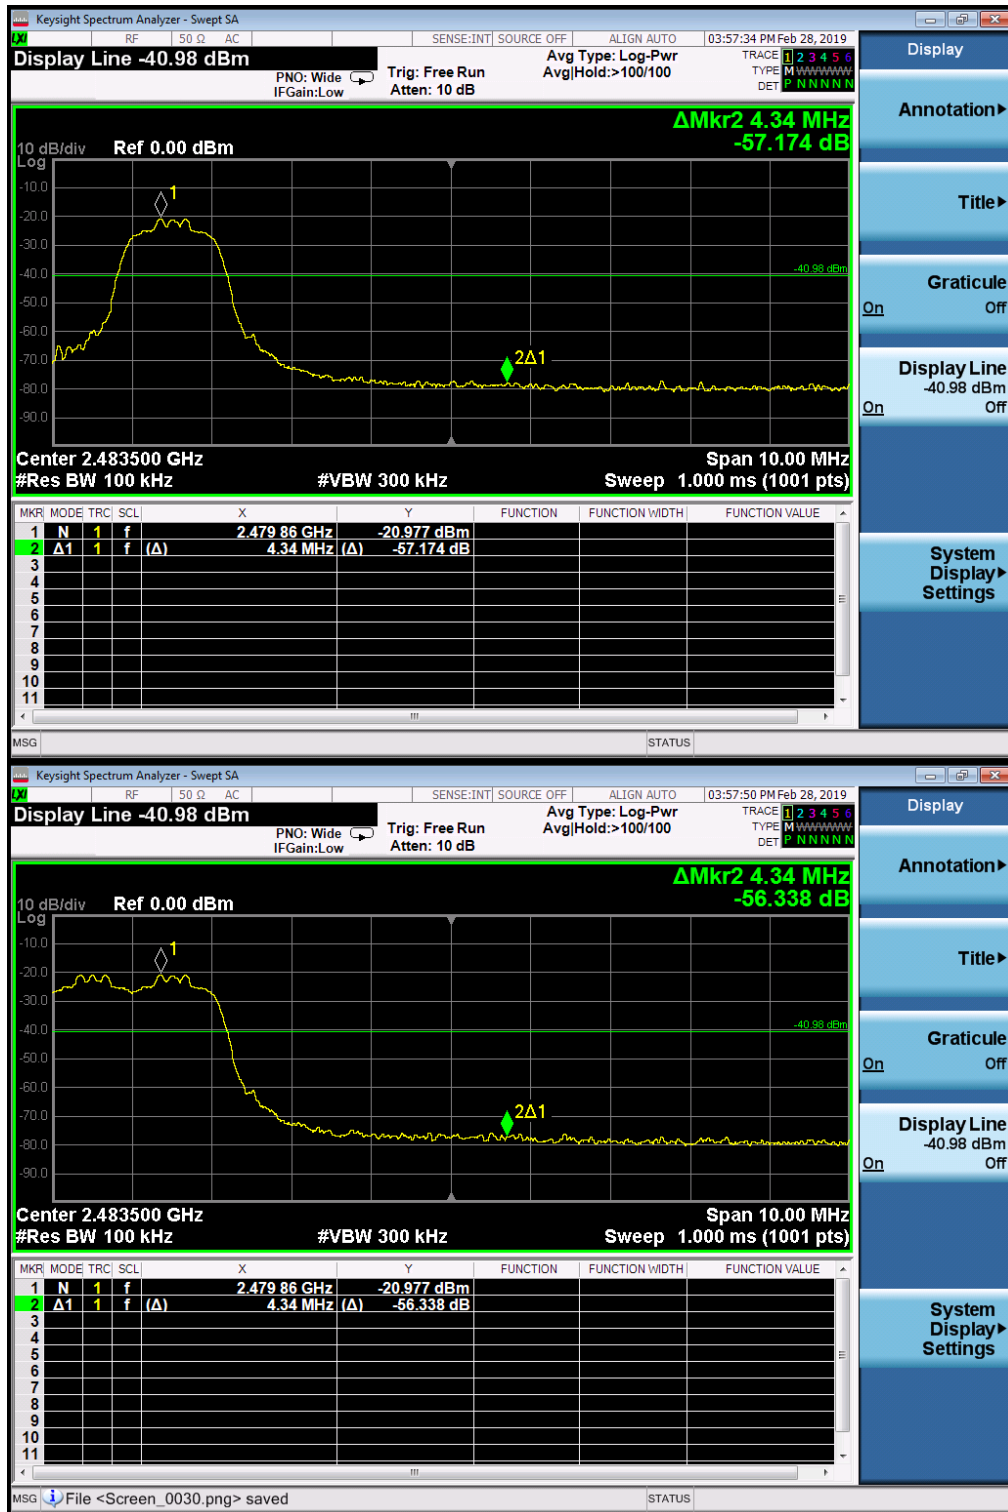 Keysight Spectrum Analyzer - Swept SA
LXI RF 50 Ω AC SENSE:INT SOURCE OFF ALIGN AUTO 03:57:34 PM Feb 28, 2019
Display Line -40.98 dBm
PNO: Wide
IFGain:Low
Trig: Free Run
Atten: 10 dB
Avg Type: Log-Pwr
Avg|Hold:>100/100
TRACE 1 2 3 4 5 6
TYPE M W W W W W
DET P N N N N N
ΔMkr2 4.34 MHz
-57.174 dB
10 dB/div Ref 0.00 dBm
Log
-10.0
-20.0
-30.0
-40.0
-50.0
-60.0
-70.0
-80.0
-90.0
1
-40.98 dBm
2Δ1
Center 2.483500 GHz Span 10.00 MHz
#Res BW 100 kHz #VBW 300 kHz Sweep 1.000 ms (1001 pts)
MKR MODE TRC SCL X Y FUNCTION FUNCTION WIDTH FUNCTION VALUE
1 N 1 f 2.479 86 GHz -20.977 dBm
2 Δ1 1 f (Δ) 4.34 MHz (Δ) -57.174 dB
3
4
5
6
7
8
9
10
11
MSG STATUS
Display
Annotation
Title
Graticule
On Off
Display Line
-40.98 dBm
On Off
System
Display
Settings
Keysight Spectrum Analyzer - Swept SA
LXI RF 50 Ω AC SENSE:INT SOURCE OFF ALIGN AUTO 03:57:50 PM Feb 28, 2019
Display Line -40.98 dBm
PNO: Wide
IFGain:Low
Trig: Free Run
Atten: 10 dB
Avg Type: Log-Pwr
Avg|Hold:>100/100
TRACE 1 2 3 4 5 6
TYPE M W W W W W
DET P N N N N N
ΔMkr2 4.34 MHz
-56.338 dB
10 dB/div Ref 0.00 dBm
Log
-10.0
-20.0
-30.0
-40.0
-50.0
-60.0
-70.0
-80.0
-90.0
1
-40.98 dBm
2Δ1
Center 2.483500 GHz Span 10.00 MHz
#Res BW 100 kHz #VBW 300 kHz Sweep 1.000 ms (1001 pts)
MKR MODE TRC SCL X Y FUNCTION FUNCTION WIDTH FUNCTION VALUE
1 N 1 f 2.479 86 GHz -20.977 dBm
2 Δ1 1 f (Δ) 4.34 MHz (Δ) -56.338 dB
3
4
5
6
7
8
9
10
11
MSG File <Screen_0030.png> saved STATUS
Display
Annotation
Title
Graticule
On Off
Display Line
-40.98 dBm
On Off
System
Display
Settings